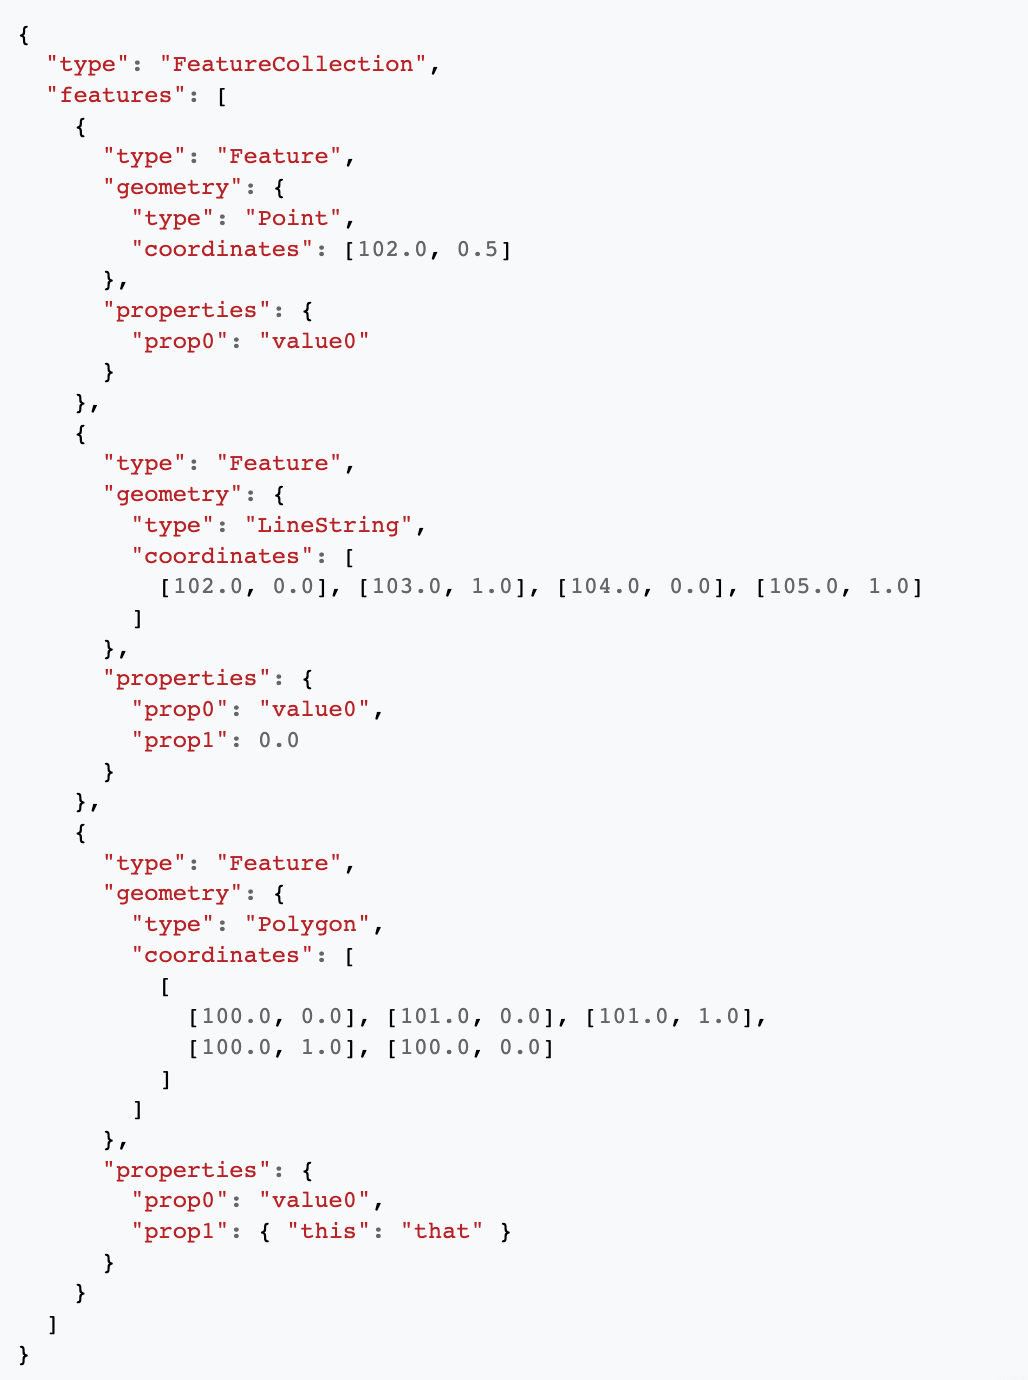 {
  "type": "FeatureCollection",
  "features": [
    {
      "type": "Feature",
      "geometry": {
        "type": "Point",
        "coordinates": [102.0, 0.5]
      },
      "properties": {
        "prop0": "value0"
      }
    },
    {
      "type": "Feature",
      "geometry": {
        "type": "LineString",
        "coordinates": [
          [102.0, 0.0], [103.0, 1.0], [104.0, 0.0], [105.0, 1.0]
        ]
      },
      "properties": {
        "prop0": "value0",
        "prop1": 0.0
      }
    },
    {
      "type": "Feature",
      "geometry": {
        "type": "Polygon",
        "coordinates": [
          [
            [100.0, 0.0], [101.0, 0.0], [101.0, 1.0],
            [100.0, 1.0], [100.0, 0.0]
          ]
        ]
      },
      "properties": {
        "prop0": "value0",
        "prop1": { "this": "that" }
      }
    }
  ]
}